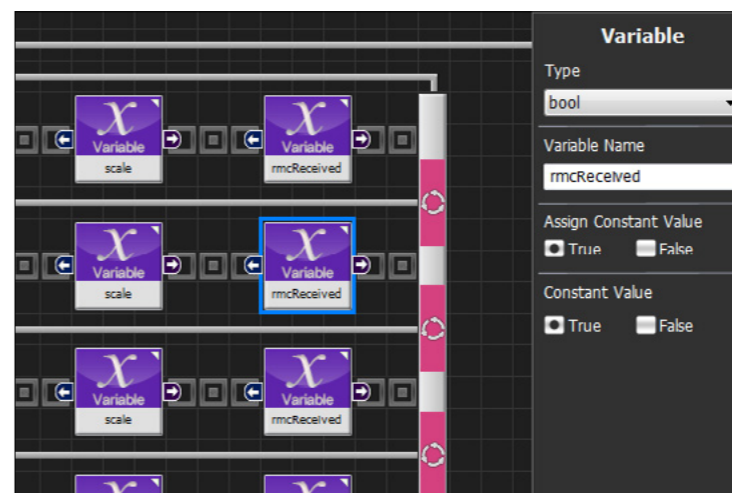 Variable
scale
Variable
rmcReceived
Variable
scale
Variable
rmcReceived
Variable
scale
Variable
rmcReceived
Variable
Type
bool
Variable Name
rmcReceived
Assign Constant Value
True
False
Constant Value
True
False